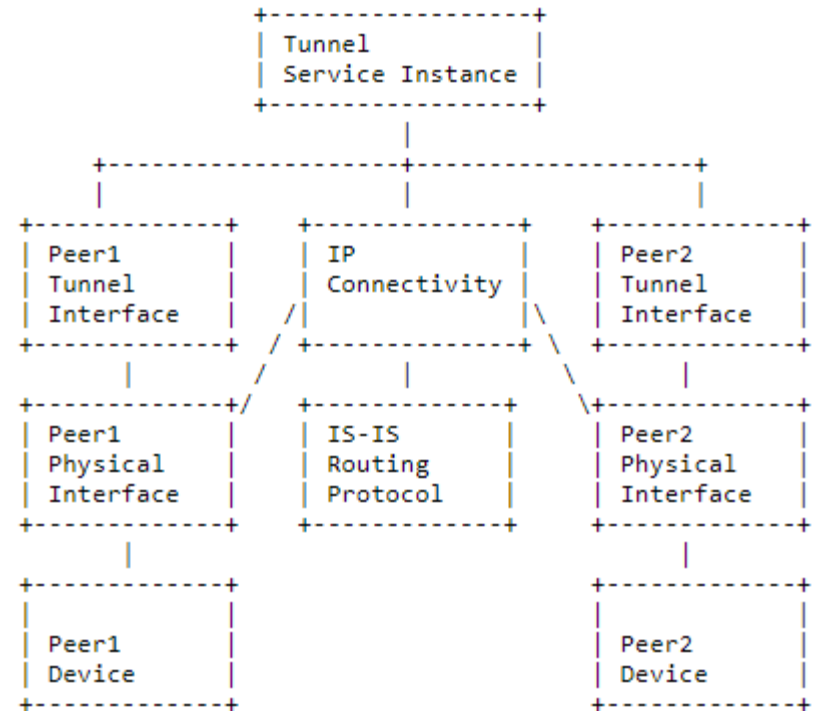 Tunnel
Service Instance
Peer1
Tunnel
Interface
IP
Connectivity
Peer2
Tunnel
Interface
Peer1
Physical
Interface
IS-IS
Routing
Protocol
Peer2
Physical
Interface
Peer1
Device
Peer2
Device